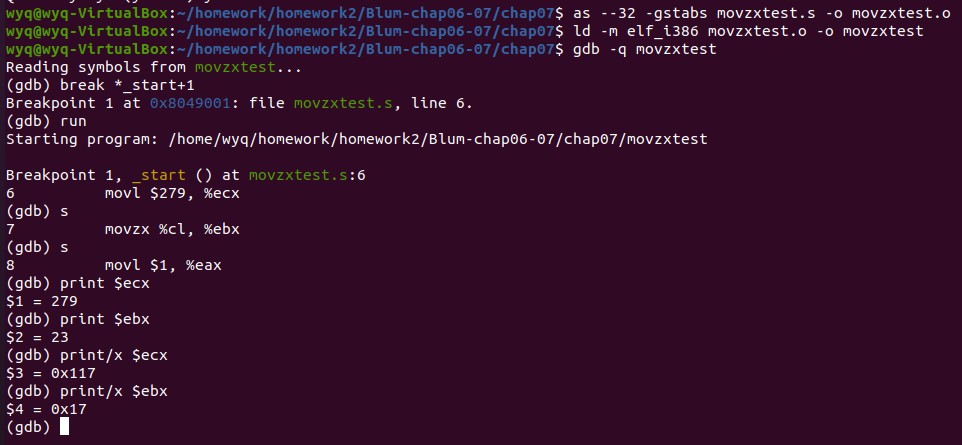 wyq@wyq-VirtualBox:~/homework/homework2/Blum-chap06-07/chap07$ as --32 -gstabs movzxtest.s -o movzxtest.o
wyq@wyq-VirtualBox:~/homework/homework2/Blum-chap06-07/chap07$ ld -m elf_i386 movzxtest.o -o movzxtest
wyq@wyq-VirtualBox:~/homework/homework2/Blum-chap06-07/chap07$ gdb -q movzxtest
Reading symbols from movzxtest...
(gdb) break *_start+1
Breakpoint 1 at 0x8049001: file movzxtest.s, line 6.
(gdb) run
Starting program: /home/wyq/homework/homework2/Blum-chap06-07/chap07/movzxtest

Breakpoint 1, _start () at movzxtest.s:6
6          movl $279, %ecx
(gdb) s
7          movzx %cl, %ebx
(gdb) s
8          movl $1, %eax
(gdb) print $ecx
$1 = 279
(gdb) print $ebx
$2 = 23
(gdb) print/x $ecx
$3 = 0x117
(gdb) print/x $ebx
$4 = 0x17
(gdb)